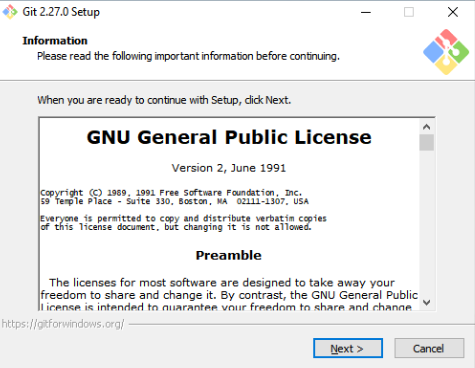 Git 2.27.0 Setup
Information
Please read the following important information before continuing.
When you are ready to continue with Setup, click Next.
GNU General Public License
Version 2, June 1991
Copyright (C) 1989, 1991 Free Software Foundation, Inc.
59 Temple Place - Suite 330, Boston, MA  02111-1307, USA
Everyone is permitted to copy and distribute verbatim copies
of this license document, but changing it is not allowed.
Preamble
The licenses for most software are designed to take away your
freedom to share and change it. By contrast, the GNU General Public
License is intended to guarantee your freedom to share and change
https://gitforwindows.org/
Next >
Cancel